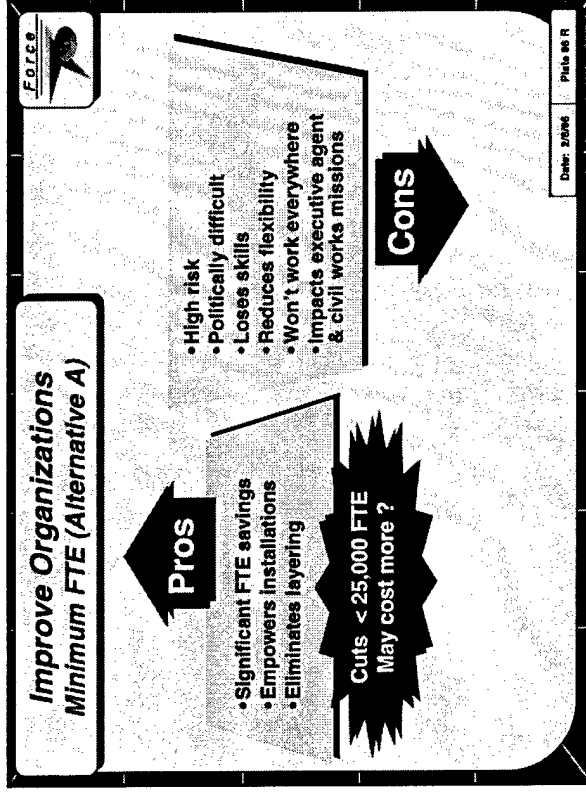 Improve Organizations
Minimum FTE (Alternative A)
Force
Pros
•Significant FTE savings
•Empowers installations
•Eliminates layering
Cuts < 25,000 FTE
May cost more ?
•High risk
•Politically difficult
•Loses skills
•Reduces flexibility
•Won't work everywhere
•Impacts executive agent
& civil works missions
Cons
Date: 2/6/96
Plate 86 R